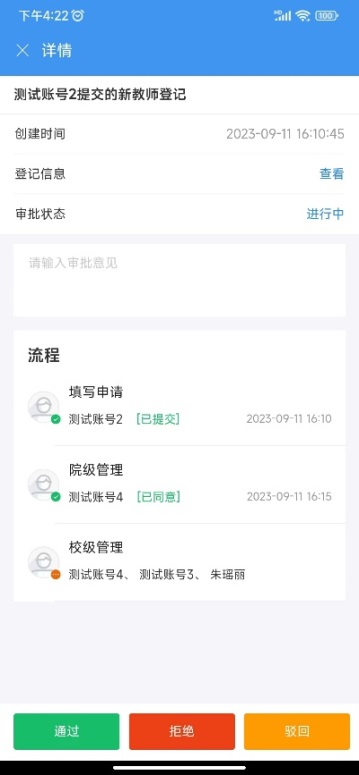 下午4:22
100
详情
测试账号2提交的新教师登记
创建时间 2023-09-11 16:10:45
登记信息 查看
审批状态 进行中
请输入审批意见
流程
填写申请
测试账号2 [已提交] 2023-09-11 16:10
院级管理
测试账号4 [已同意] 2023-09-11 16:15
校级管理
测试账号4、 测试账号3、 朱瑶丽
通过 拒绝 驳回